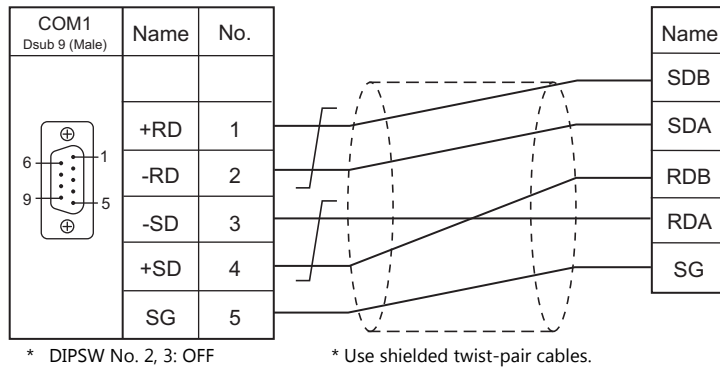 COM1
Dsub 9 (Male)
Name No.
Name
SDB
+RD 1
SDA
6
1
-RD 2
RDB
9
5
-SD 3
RDA
+SD 4
SG
SG 5
* DIPSW No. 2, 3: OFF
* Use shielded twist-pair cables.